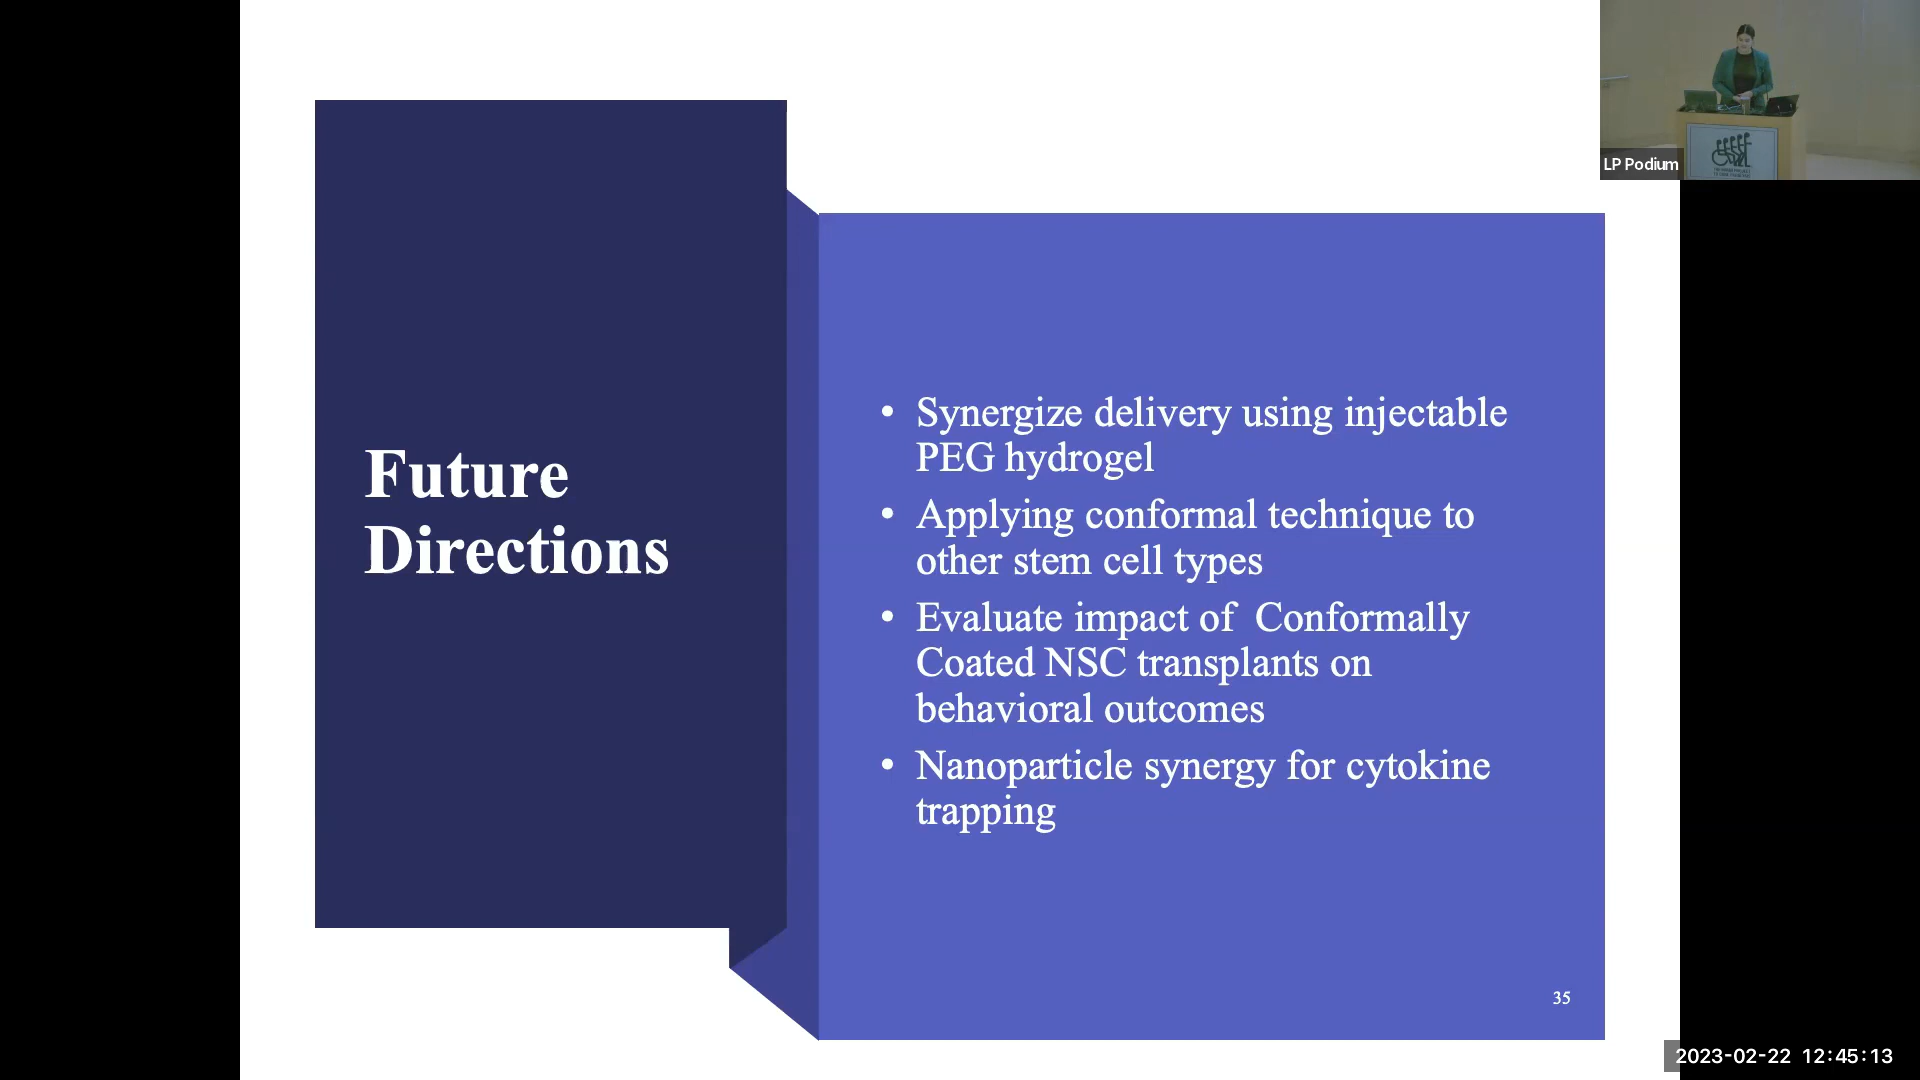 LP Podium
Future
Directions
• Synergize delivery using injectable
PEG hydrogel
• Applying conformal technique to
other stem cell types
• Evaluate impact of  Conformally
Coated NSC transplants on
behavioral outcomes
• Nanoparticle synergy for cytokine
trapping
35
2023-02-22 12:45:13